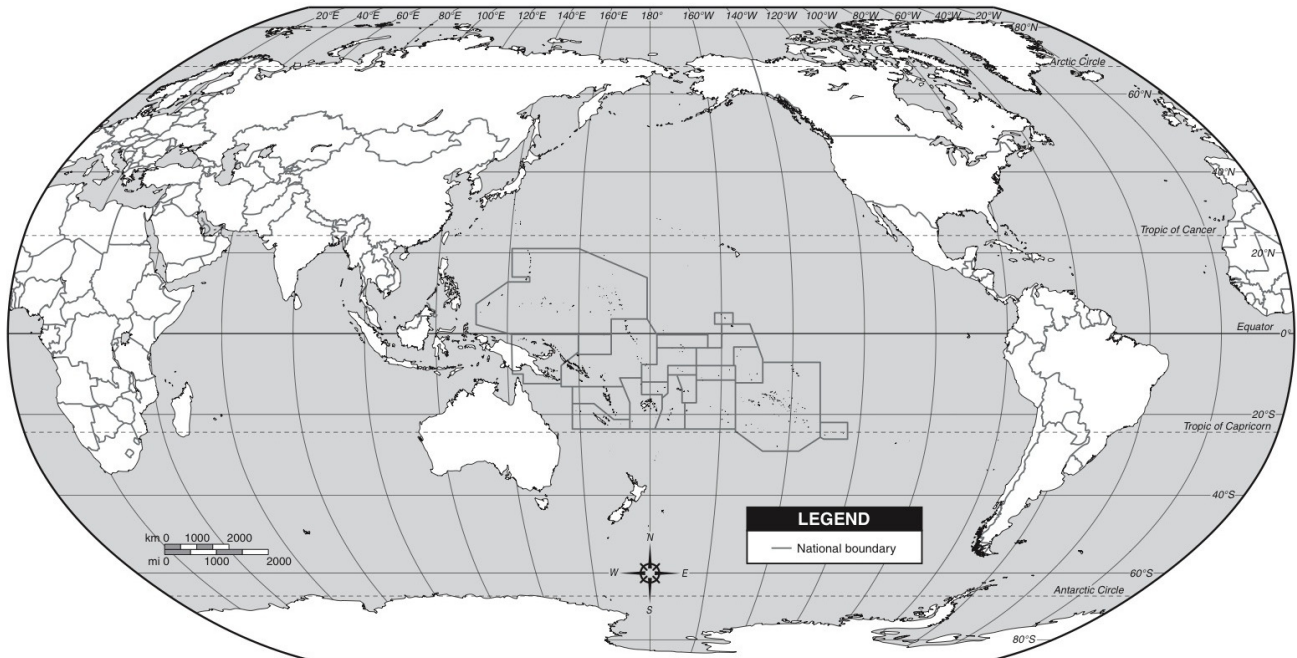 20°E 40°E 60°E 80°E 100°E 120°E 140°E 160°E 180° 160°W 140°W 120°W 100°W 80°W 60°W 40°W 20°W
80°N
Arctic Circle
60°N
40°N
Tropic of Cancer
20°N
Equator
0°
20°S
Tropic of Capricorn
40°S
LEGEND
National boundary
km 0 1000 2000
mi 0 1000 2000
N
W E
S
60°S
Antarctic Circle
80°S